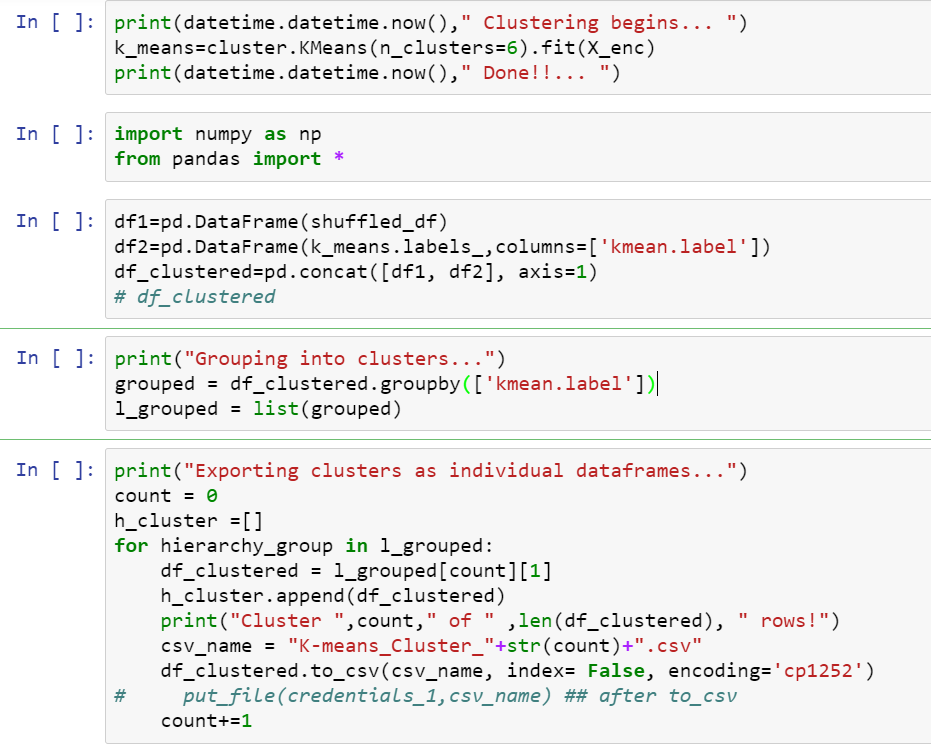 In [ ]: print(datetime.datetime.now()," Clustering begins... ")
k_means=cluster.KMeans(n_clusters=6).fit(X_enc)
print(datetime.datetime.now()," Done!!... ")
In [ ]: import numpy as np
from pandas import *
In [ ]: df1=pd.DataFrame(shuffled_df)
df2=pd.DataFrame(k_means.labels_,columns=['kmean.label'])
df_clustered=pd.concat([df1, df2], axis=1)
# df_clustered
In [ ]: print("Grouping into clusters...")
grouped = df_clustered.groupby(['kmean.label'])
l_grouped = list(grouped)
In [ ]: print("Exporting clusters as individual dataframes...")
count = 0
h_cluster =[]
for hierarchy_group in l_grouped:
    df_clustered = l_grouped[count][1]
    h_cluster.append(df_clustered)
    print("Cluster ",count," of " ,len(df_clustered), " rows!")
    csv_name = "K-means_Cluster_"+str(count)+".csv"
    df_clustered.to_csv(csv_name, index= False, encoding='cp1252')
#     put_file(credentials_1,csv_name) ## after to_csv
    count+=1